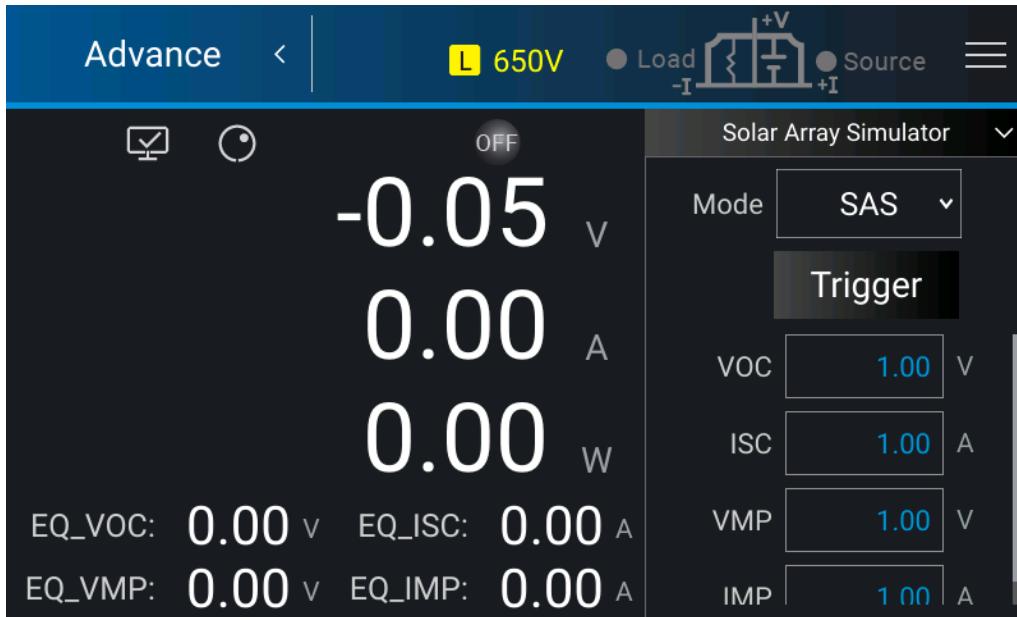 Advance <
L 650V Load -I +V +I Source
OFF
Solar Array Simulator
-0.05 V
Mode SAS
Trigger
0.00 A
VOC 1.00 V
0.00 W
ISC 1.00 A
EQ_VOC: 0.00 V EQ_ISC: 0.00 A
VMP 1.00 V
EQ_VMP: 0.00 V EQ_IMP: 0.00 A
IMP 1.00 A